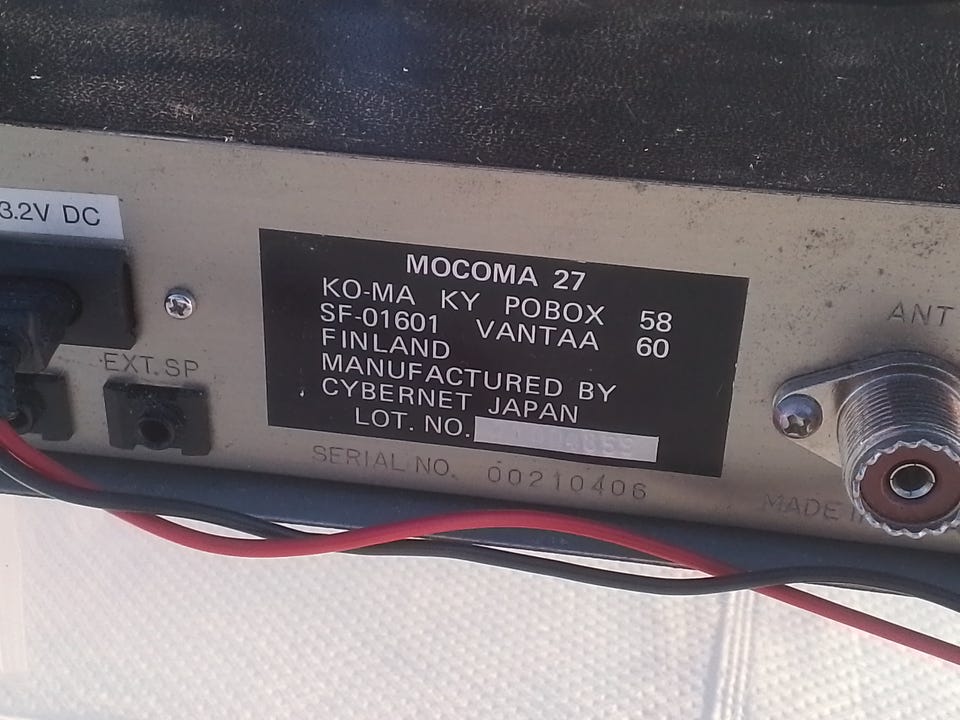 3.2V DC
MOCOMA 27
KO-MA KY POBOX 58
SF-01601 VANTAA 60
FINLAND
MANUFACTURED BY
CYBERNET JAPAN
LOT. NO.
ANT
EXT. SP
SERIAL NO. 00210406
MADE